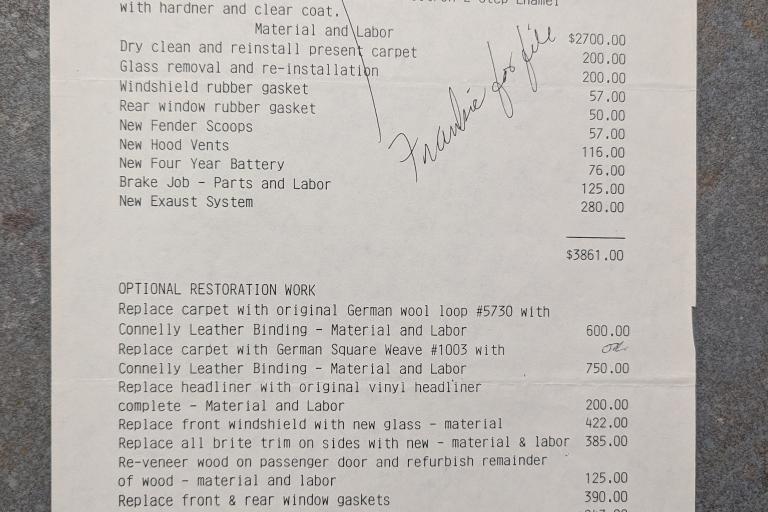 with hardner and clear coat.
Material and Labor $2700.00
Dry clean and reinstall present carpet 200.00
Glass removal and re-installation 200.00
Windshield rubber gasket 57.00
Rear window rubber gasket 50.00
New Fender Scoops 57.00
New Hood Vents 116.00
New Four Year Battery 76.00
Brake Job - Parts and Labor 125.00
New Exaust System 280.00
Frankie for file
$3861.00
OPTIONAL RESTORATION WORK
Replace carpet with original German wool loop #5730 with
Connelly Leather Binding - Material and Labor 600.00
Replace carpet with German Square Weave #1003 with
Connelly Leather Binding - Material and Labor 750.00
Replace headliner with original vinyl headliner
complete - Material and Labor 200.00
Replace front windshield with new glass - material 422.00
Replace all brite trim on sides with new - material & labor 385.00
Re-veneer wood on passenger door and refurbish remainder
of wood - material and labor 125.00
Replace front & rear window gaskets 390.00